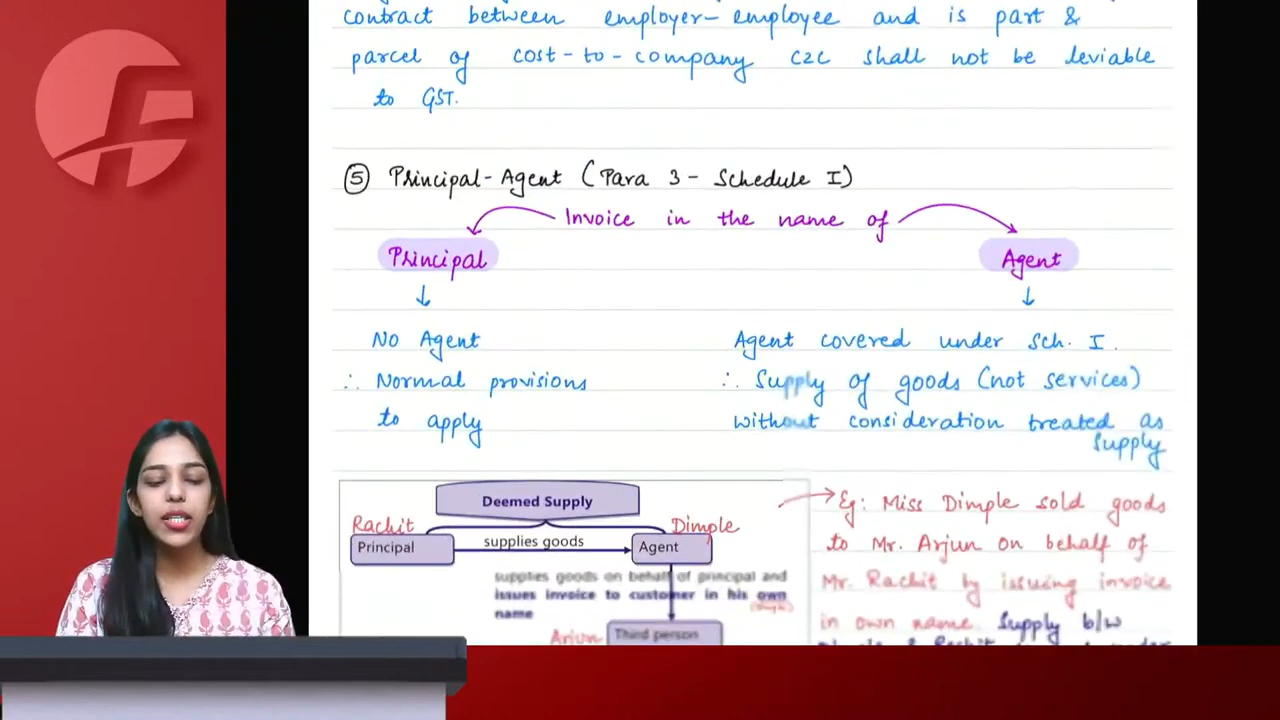 contract between employer-employee and is part &
parcel of cost-to-company C2C shall not be leviable
to GST.
⑤ Principal-Agent (Para 3 - Schedule I)
Invoice in the name of
Principal
Agent
No Agent
∴ Normal provisions
to apply
Agent covered under Sch. I.
∴ Supply of goods (not services)
without consideration treated as
supply
Deemed Supply
Rachit
Dimple
Principal
supplies goods
Agent
supplies goods on behalf of principal and
issues invoice to customer in his own
name
Arjun
Third person
Eg: Miss Dimple sold goods
to Mr. Arjun on behalf of
Mr. Rachit by issuing invoice
in own name. Supply b/w